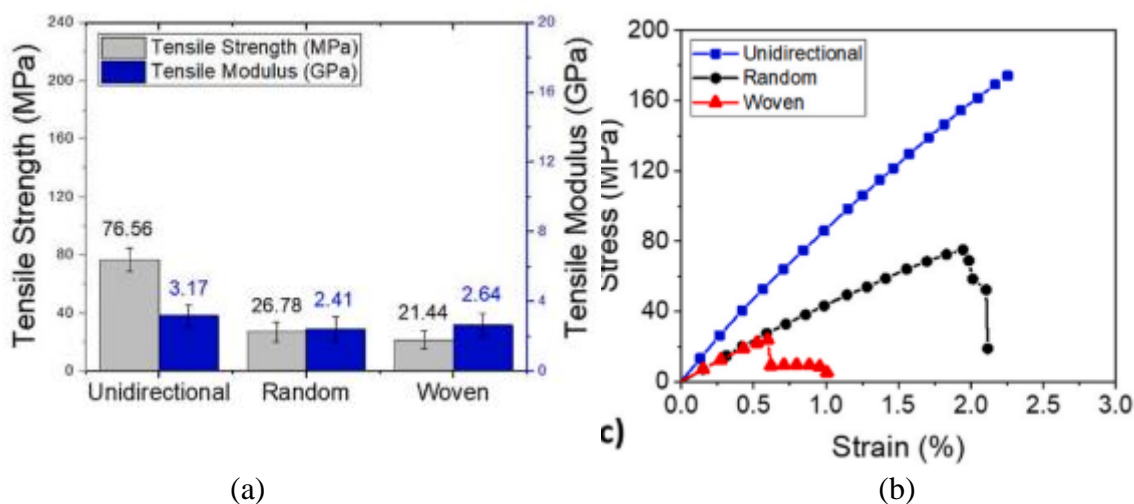 240
200
160
120
80
40
0
Tensile Strength (MPa)
Tensile Strength (MPa)
Tensile Modulus (GPa)
76.56
3.17
26.78
2.41
21.44
2.64
Unidirectional Random Woven
20
16
12
8
4
0
Tensile Modulus (GPa)
(a)
200
160
120
80
40
0
Stress (MPa)
Unidirectional
Random
Woven
0.0 0.5 1.0 1.5 2.0 2.5 3.0
c) Strain (%)
(b)